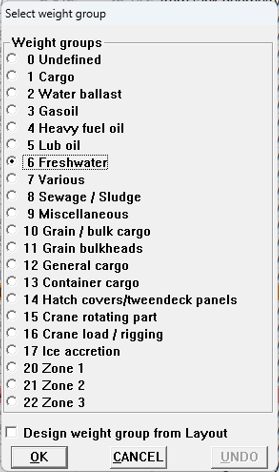 Select weight group
Weight groups
0 Undefined
1 Cargo
2 Water ballast
3 Gasoil
4 Heavy fuel oil
5 Lub oil
6 Freshwater
7 Various
8 Sewage / Sludge
9 Miscellaneous
10 Grain / bulk cargo
11 Grain bulkheads
12 General cargo
13 Container cargo
14 Hatch covers/tweendeck panels
15 Crane rotating part
16 Crane load / rigging
17 Ice accretion
20 Zone 1
21 Zone 2
22 Zone 3
Design weight group from Layout
OK CANCEL UNDO